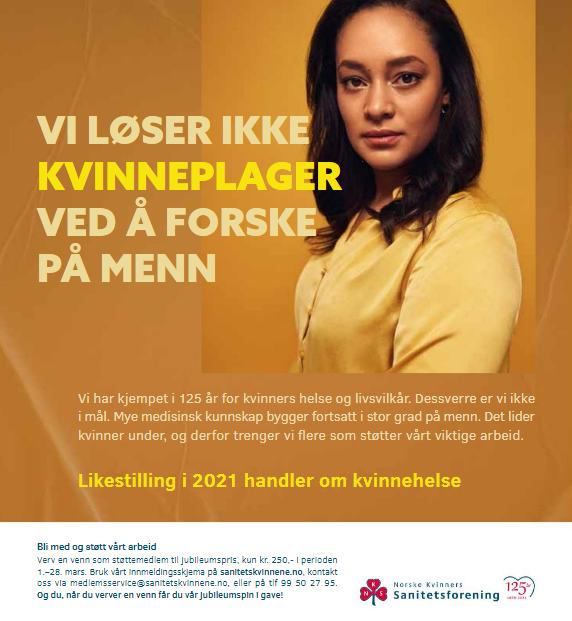 VI LØSER IKKE
KVINNEPLAGER
VED Å FORSKE
PÅ MENN
Vi har kjempet i 125 år for kvinners helse og livsvilkår. Dessverre er vi ikke
i mål. Mye medisinsk kunnskap bygger fortsatt i stor grad på menn. Det lider
kvinner under, og derfor trenger vi flere som støtter vårt viktige arbeid.
Likestilling i 2021 handler om kvinnehelse
Bli med og støtt vårt arbeid
Verv en venn som støttemedlem til jubileumspris, kun kr. 250,- i perioden
1.–28. mars. Bruk vårt innmeldingsskjema på sanitetskvinnene.no, kontakt
oss via medlemsservice@sanitetskvinnene.no, eller på tlf 99 50 27 95.
Og du, når du verver en venn får du vår jubileumspin i gave!
N K S
Norske Kvinners
Sanitetsforening
125 år